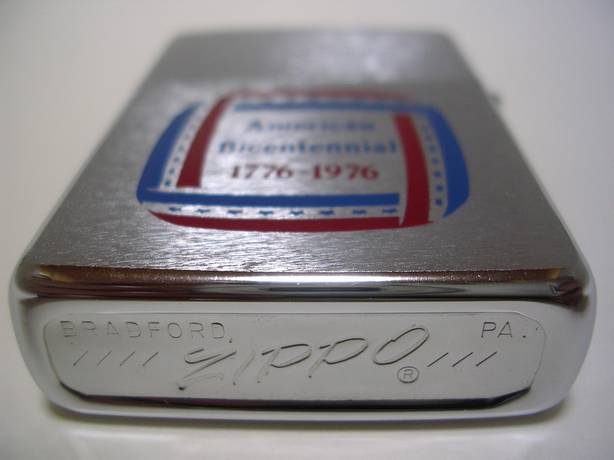 American
Bicentennial
1776-1976
BRADFORD, PA.
//// ZIPPO ® ///